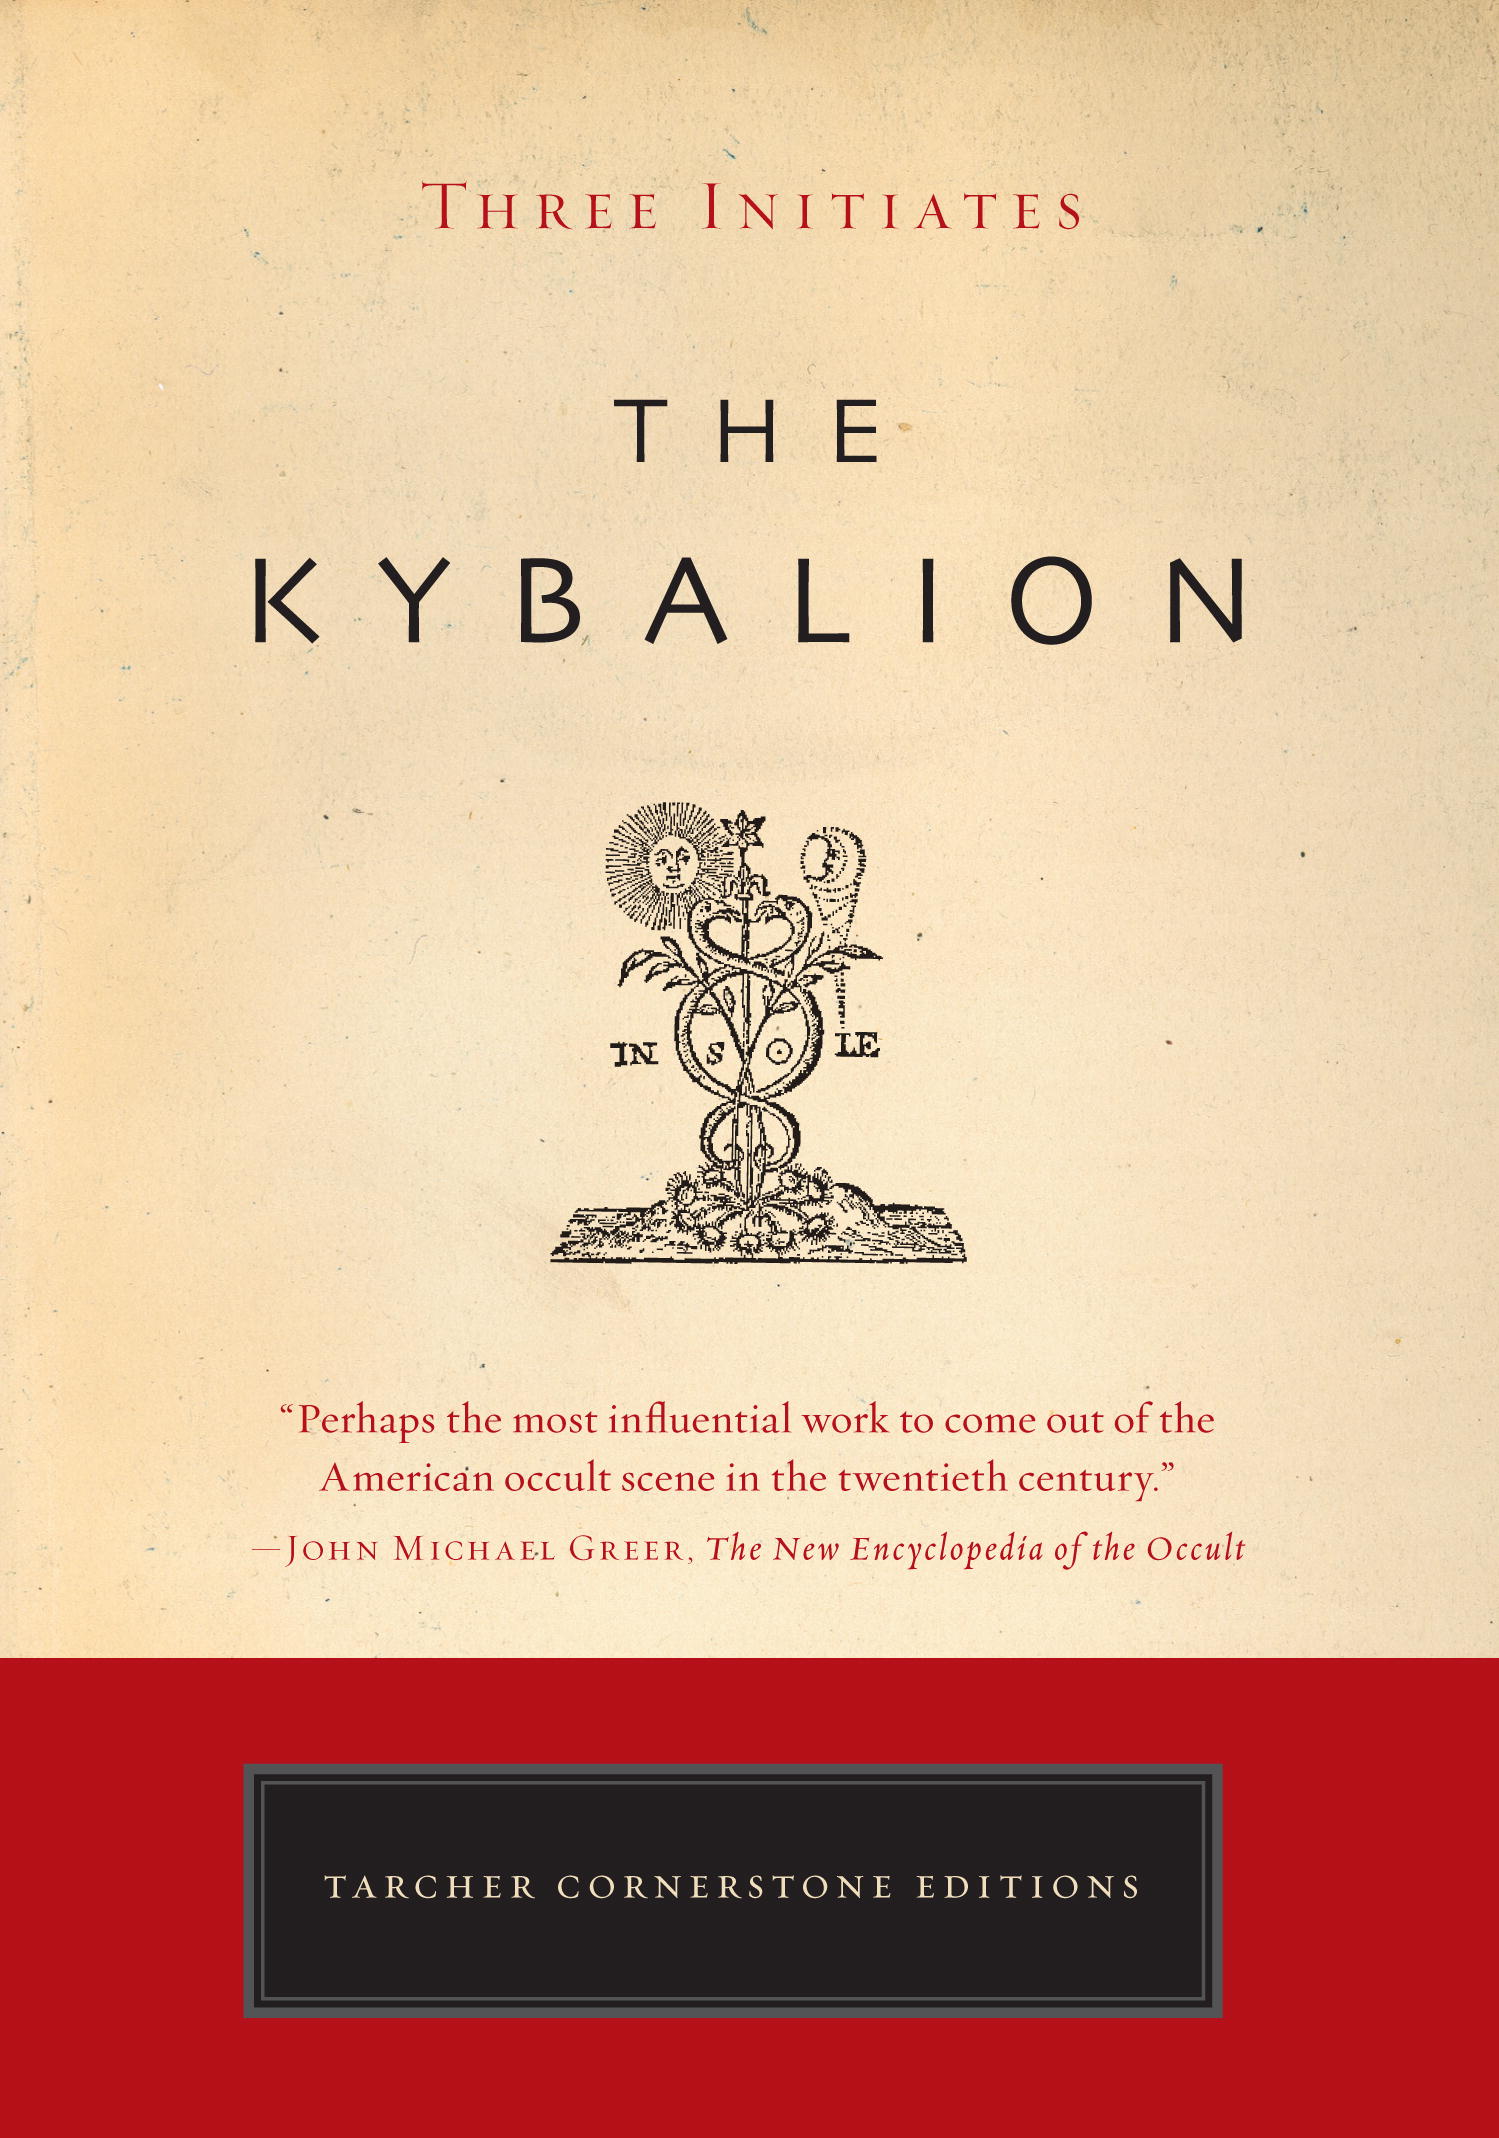 THREE INITIATES
THE
KYBALION
IN S O LE
“Perhaps the most influential work to come out of the
American occult scene in the twentieth century.”
—JOHN MICHAEL GREER, The New Encyclopedia of the Occult
TARCHER CORNERSTONE EDITIONS